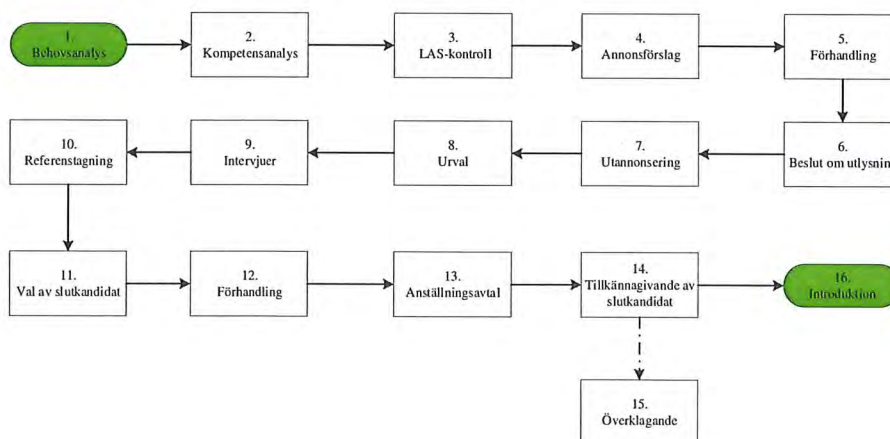 1.
Behovsanalys
2.
Kompetensanalys
3.
LAS-kontroll
4.
Annonsförslag
5.
Förhandling
6.
Beslut om utlysning
7.
Utannonsering
8.
Urval
9.
Intervjuer
10.
Referenstagning
11.
Val av slutkandidat
12.
Förhandling
13.
Anställningsavtal
14.
Tillkännagivande av
slutkandidat
15.
Överklagande
16.
Introduktion